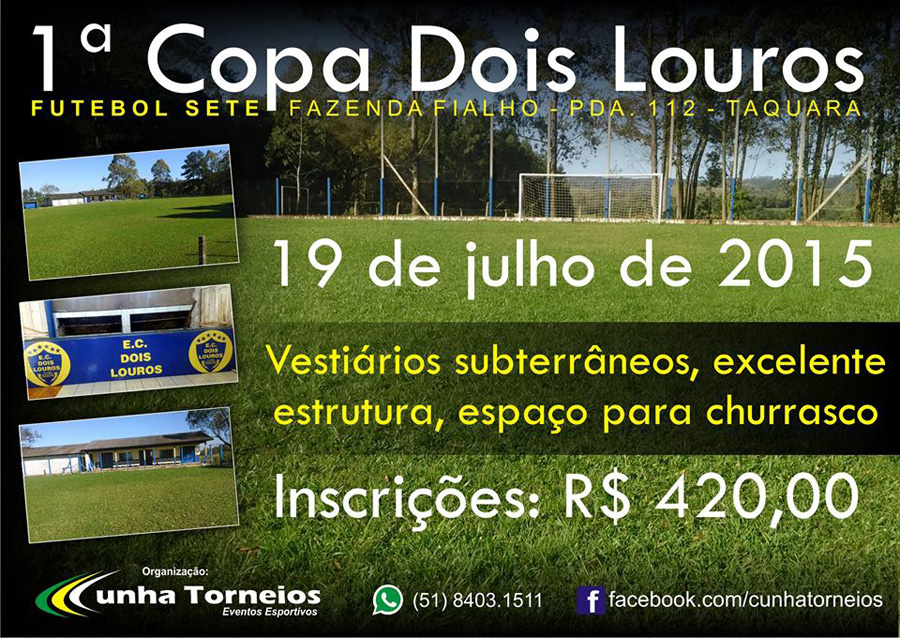 1ª Copa Dois Louros
FUTEBOL SETE FAZENDA FIALHO - PDA. 112 - TAQUARA
19 de julho de 2015
E.C.
DOIS
LOUROS
E.C.
DOIS
LOUROS
E.C.
DOIS
LOUROS
Vestiários subterrâneos, excelente
estrutura, espaço para churrasco
Inscrições: R$ 420,00
Organização:
Cunha Torneios
Eventos Esportivos
(51) 8403.1511
facebook.com/cunhatorneios